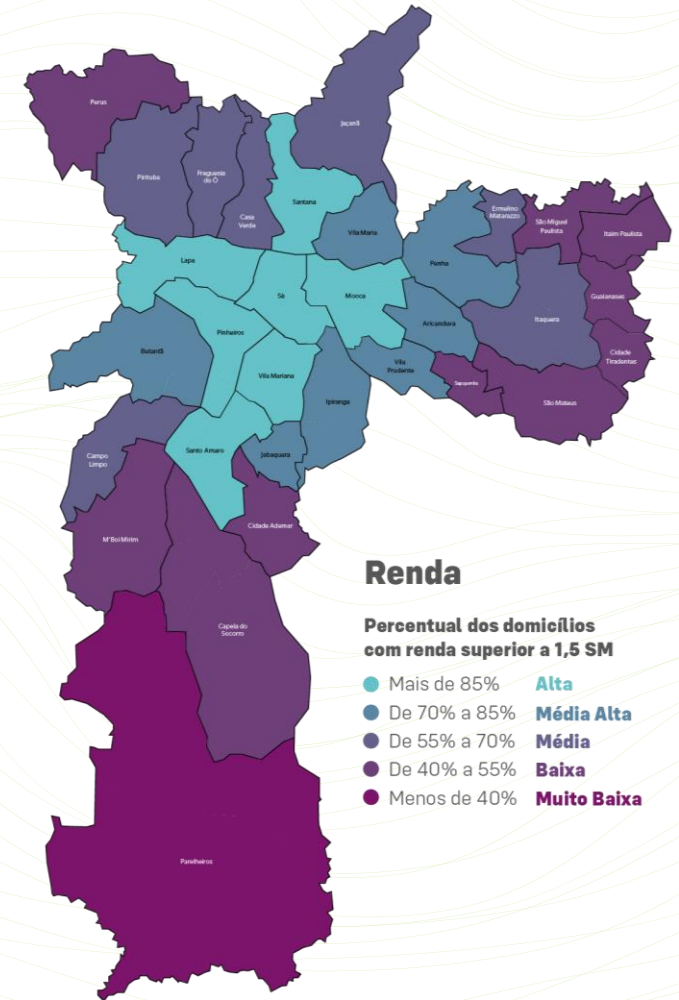 Perus
Jaçanã
Pirituba
Freguesia
do Ó
Casa
Verde
Santana
Vila Maria
Ermelino
Matarazzo
São Miguel
Paulista
Itaim Paulista
Penha
Lapa
Sé
Mooca
Guaianases
Itaquera
Aricanduva
Pinheiros
Butantã
Vila
Prudente
Cidade
Tiradentes
Vila Mariana
Sapopemba
Ipiranga
São Mateus
Santo Amaro
Jabaquara
Campo
Limpo
Cidade Ademar
M'Boi Mirim
Capela do
Socorro
Parelheiros
Renda
Percentual dos domicílios
com renda superior a 1,5 SM
Mais de 85% Alta
De 70% a 85% Média Alta
De 55% a 70% Média
De 40% a 55% Baixa
Menos de 40% Muito Baixa